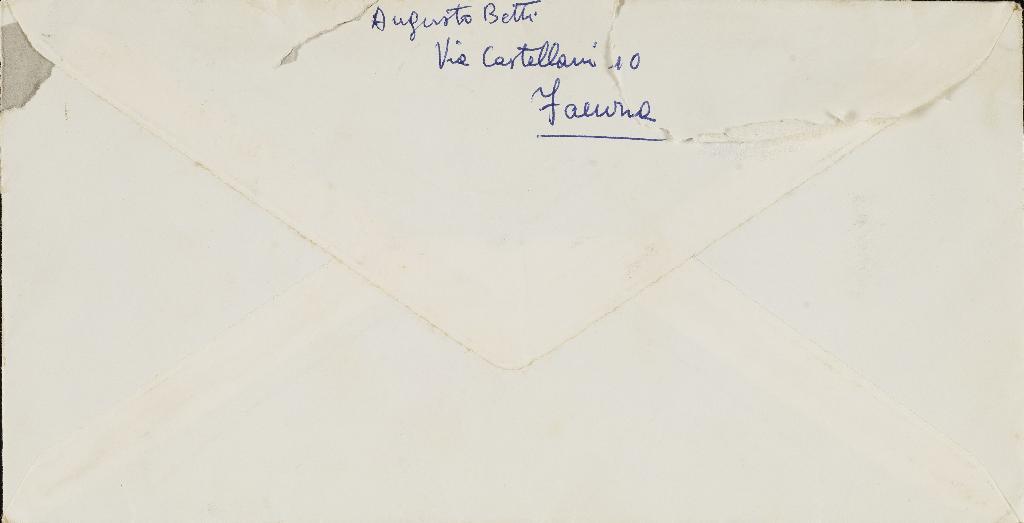 Augusto Betti
Via Castellani 10
Faenza